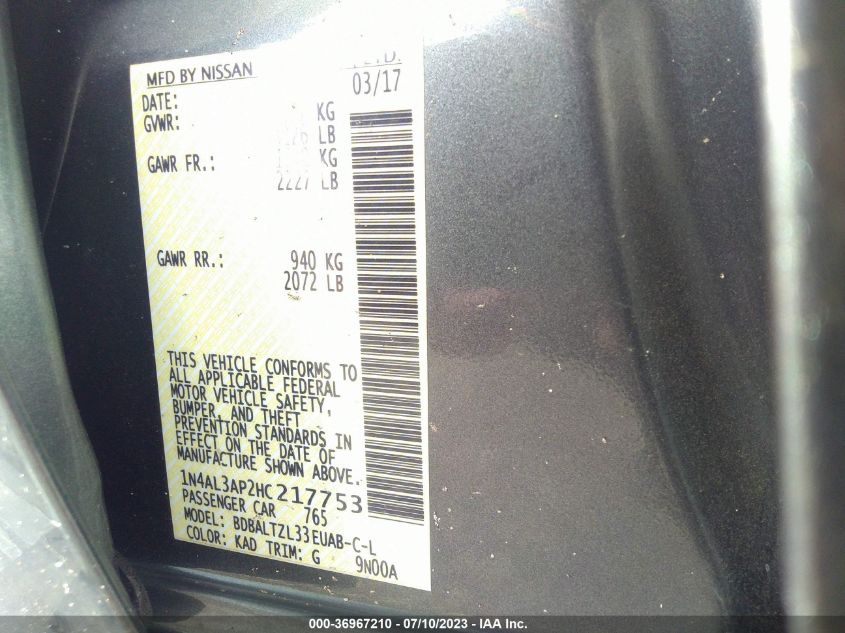 MFD BY NISSAN
DATE: 03/17
GVWR: KG
LB
GAWR FR.: KG
2227 LB
GAWR RR.: 940 KG
2072 LB
THIS VEHICLE CONFORMS TO
ALL APPLICABLE FEDERAL
MOTOR VEHICLE SAFETY,
BUMPER, AND THEFT
PREVENTION STANDARDS IN
EFFECT ON THE DATE OF
MANUFACTURE SHOWN ABOVE.
1N4AL3AP2HC217753
PASSENGER CAR 765
MODEL: BDBALTZL33EUAB-C-L
COLOR: KAD TRIM: G 9N00A
000-36967210 - 07/10/2023 - IAA Inc.